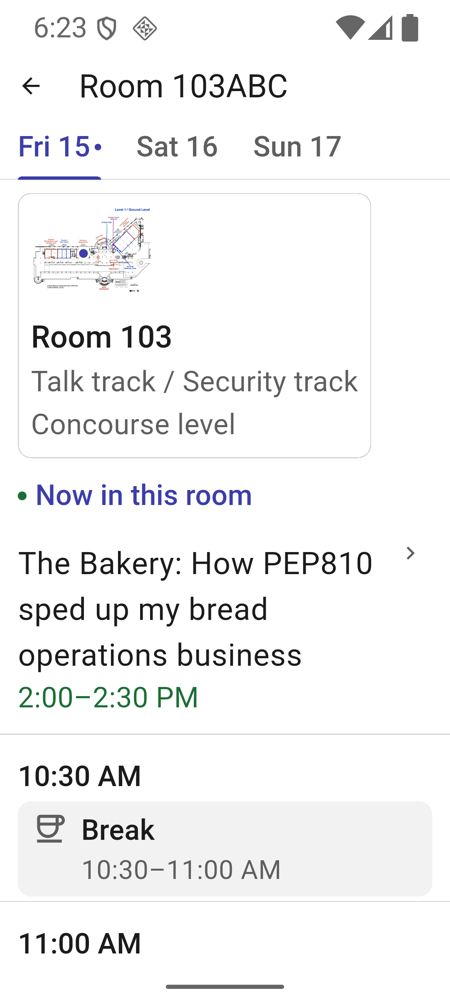 6:23
Room 103ABC
Fri 15
Sat 16
Sun 17
Room 103
Talk track / Security track
Concourse level
Now in this room
The Bakery: How PEP810
sped up my bread
operations business
2:00–2:30 PM
10:30 AM
Break
10:30–11:00 AM
11:00 AM